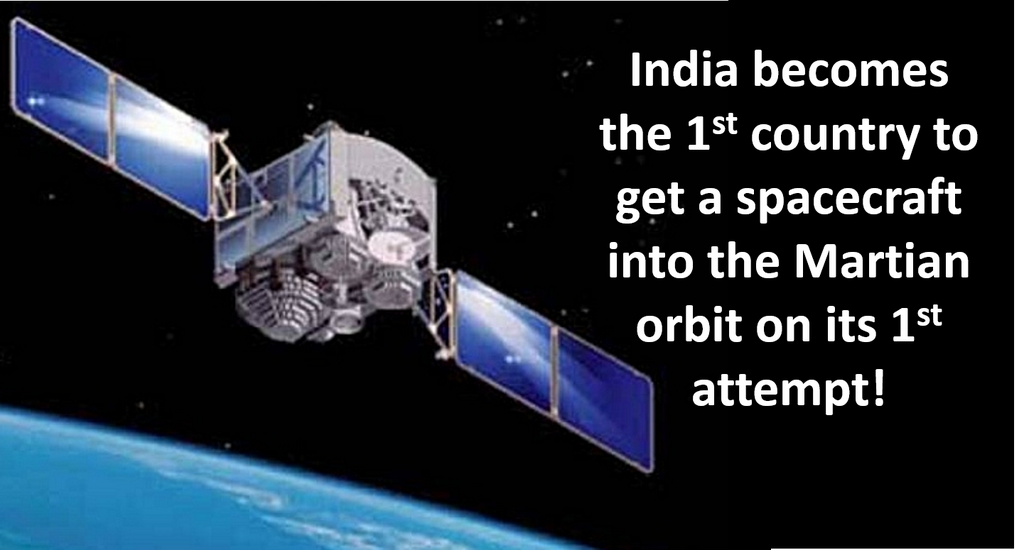 India becomes
the 1st country to
get a spacecraft
into the Martian
orbit on its 1st
attempt!